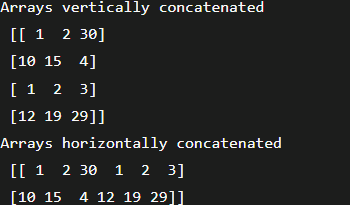 Arrays vertically concatenated
 [[ 1  2 30]
 [10 15  4]
 [ 1  2  3]
 [12 19 29]]
Arrays horizontally concatenated
 [[ 1  2 30  1  2  3]
 [10 15  4 12 19 29]]